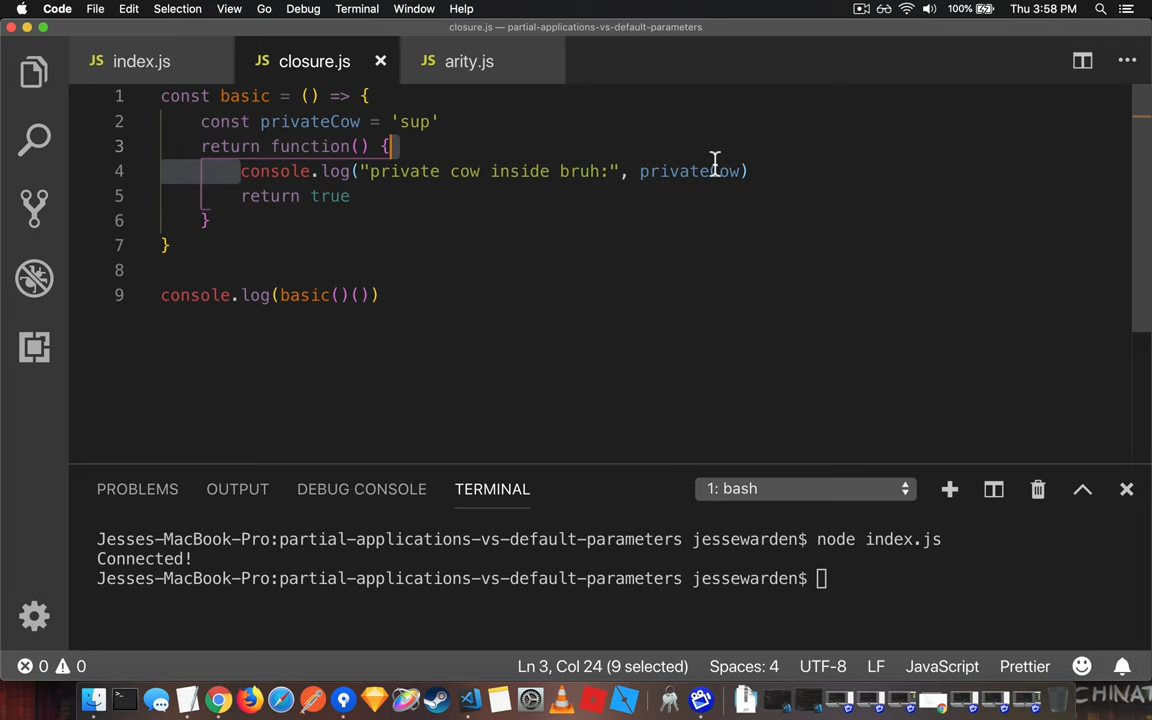 Code File Edit Selection View Go Debug Terminal Window Help 100% Thu 3:58 PM
closure.js — partial-applications-vs-default-parameters
JS index.js JS closure.js × JS arity.js
1 const basic = () => {
2 const privateCow = 'sup'
3 return function() {
4 console.log("private cow inside bruh:", privateCow)
5 return true
6 }
7 }
8
9 console.log(basic()())
PROBLEMS OUTPUT DEBUG CONSOLE TERMINAL 1: bash
Jesses-MacBook-Pro:partial-applications-vs-default-parameters jessewarden$ node index.js
Connected!
Jesses-MacBook-Pro:partial-applications-vs-default-parameters jessewarden$
0 0 Ln 3, Col 24 (9 selected) Spaces: 4 UTF-8 LF JavaScript Prettier